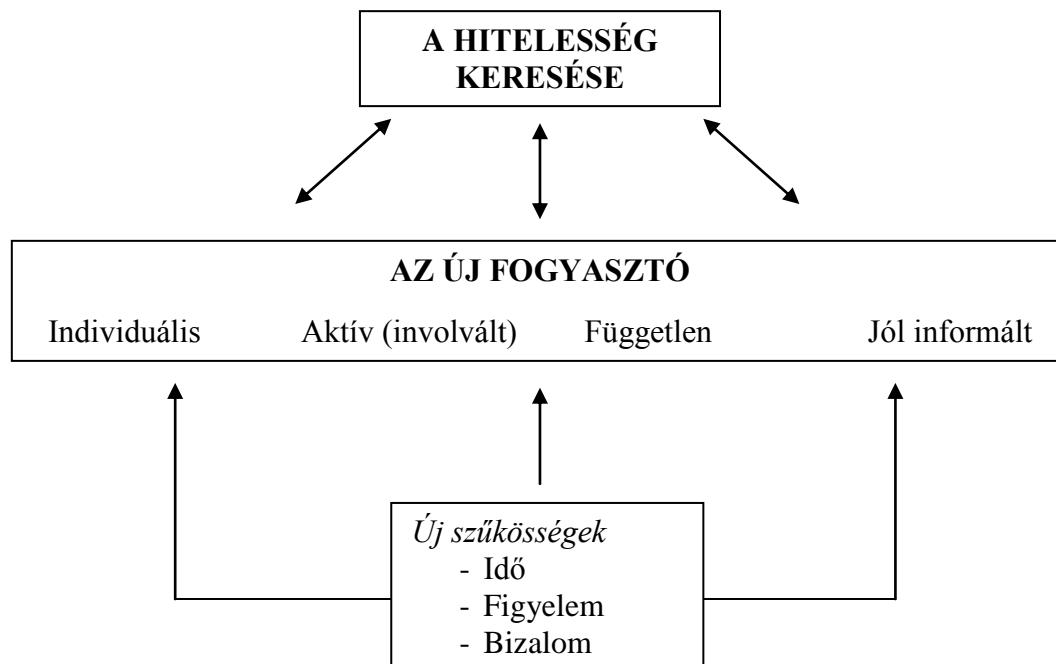 A HITELESSÉG
KERESÉSE
AZ ÚJ FOGYASZTÓ
Individuális Aktív (involvált) Független Jól informált
Új szűkösségek
- Idő
- Figyelem
- Bizalom